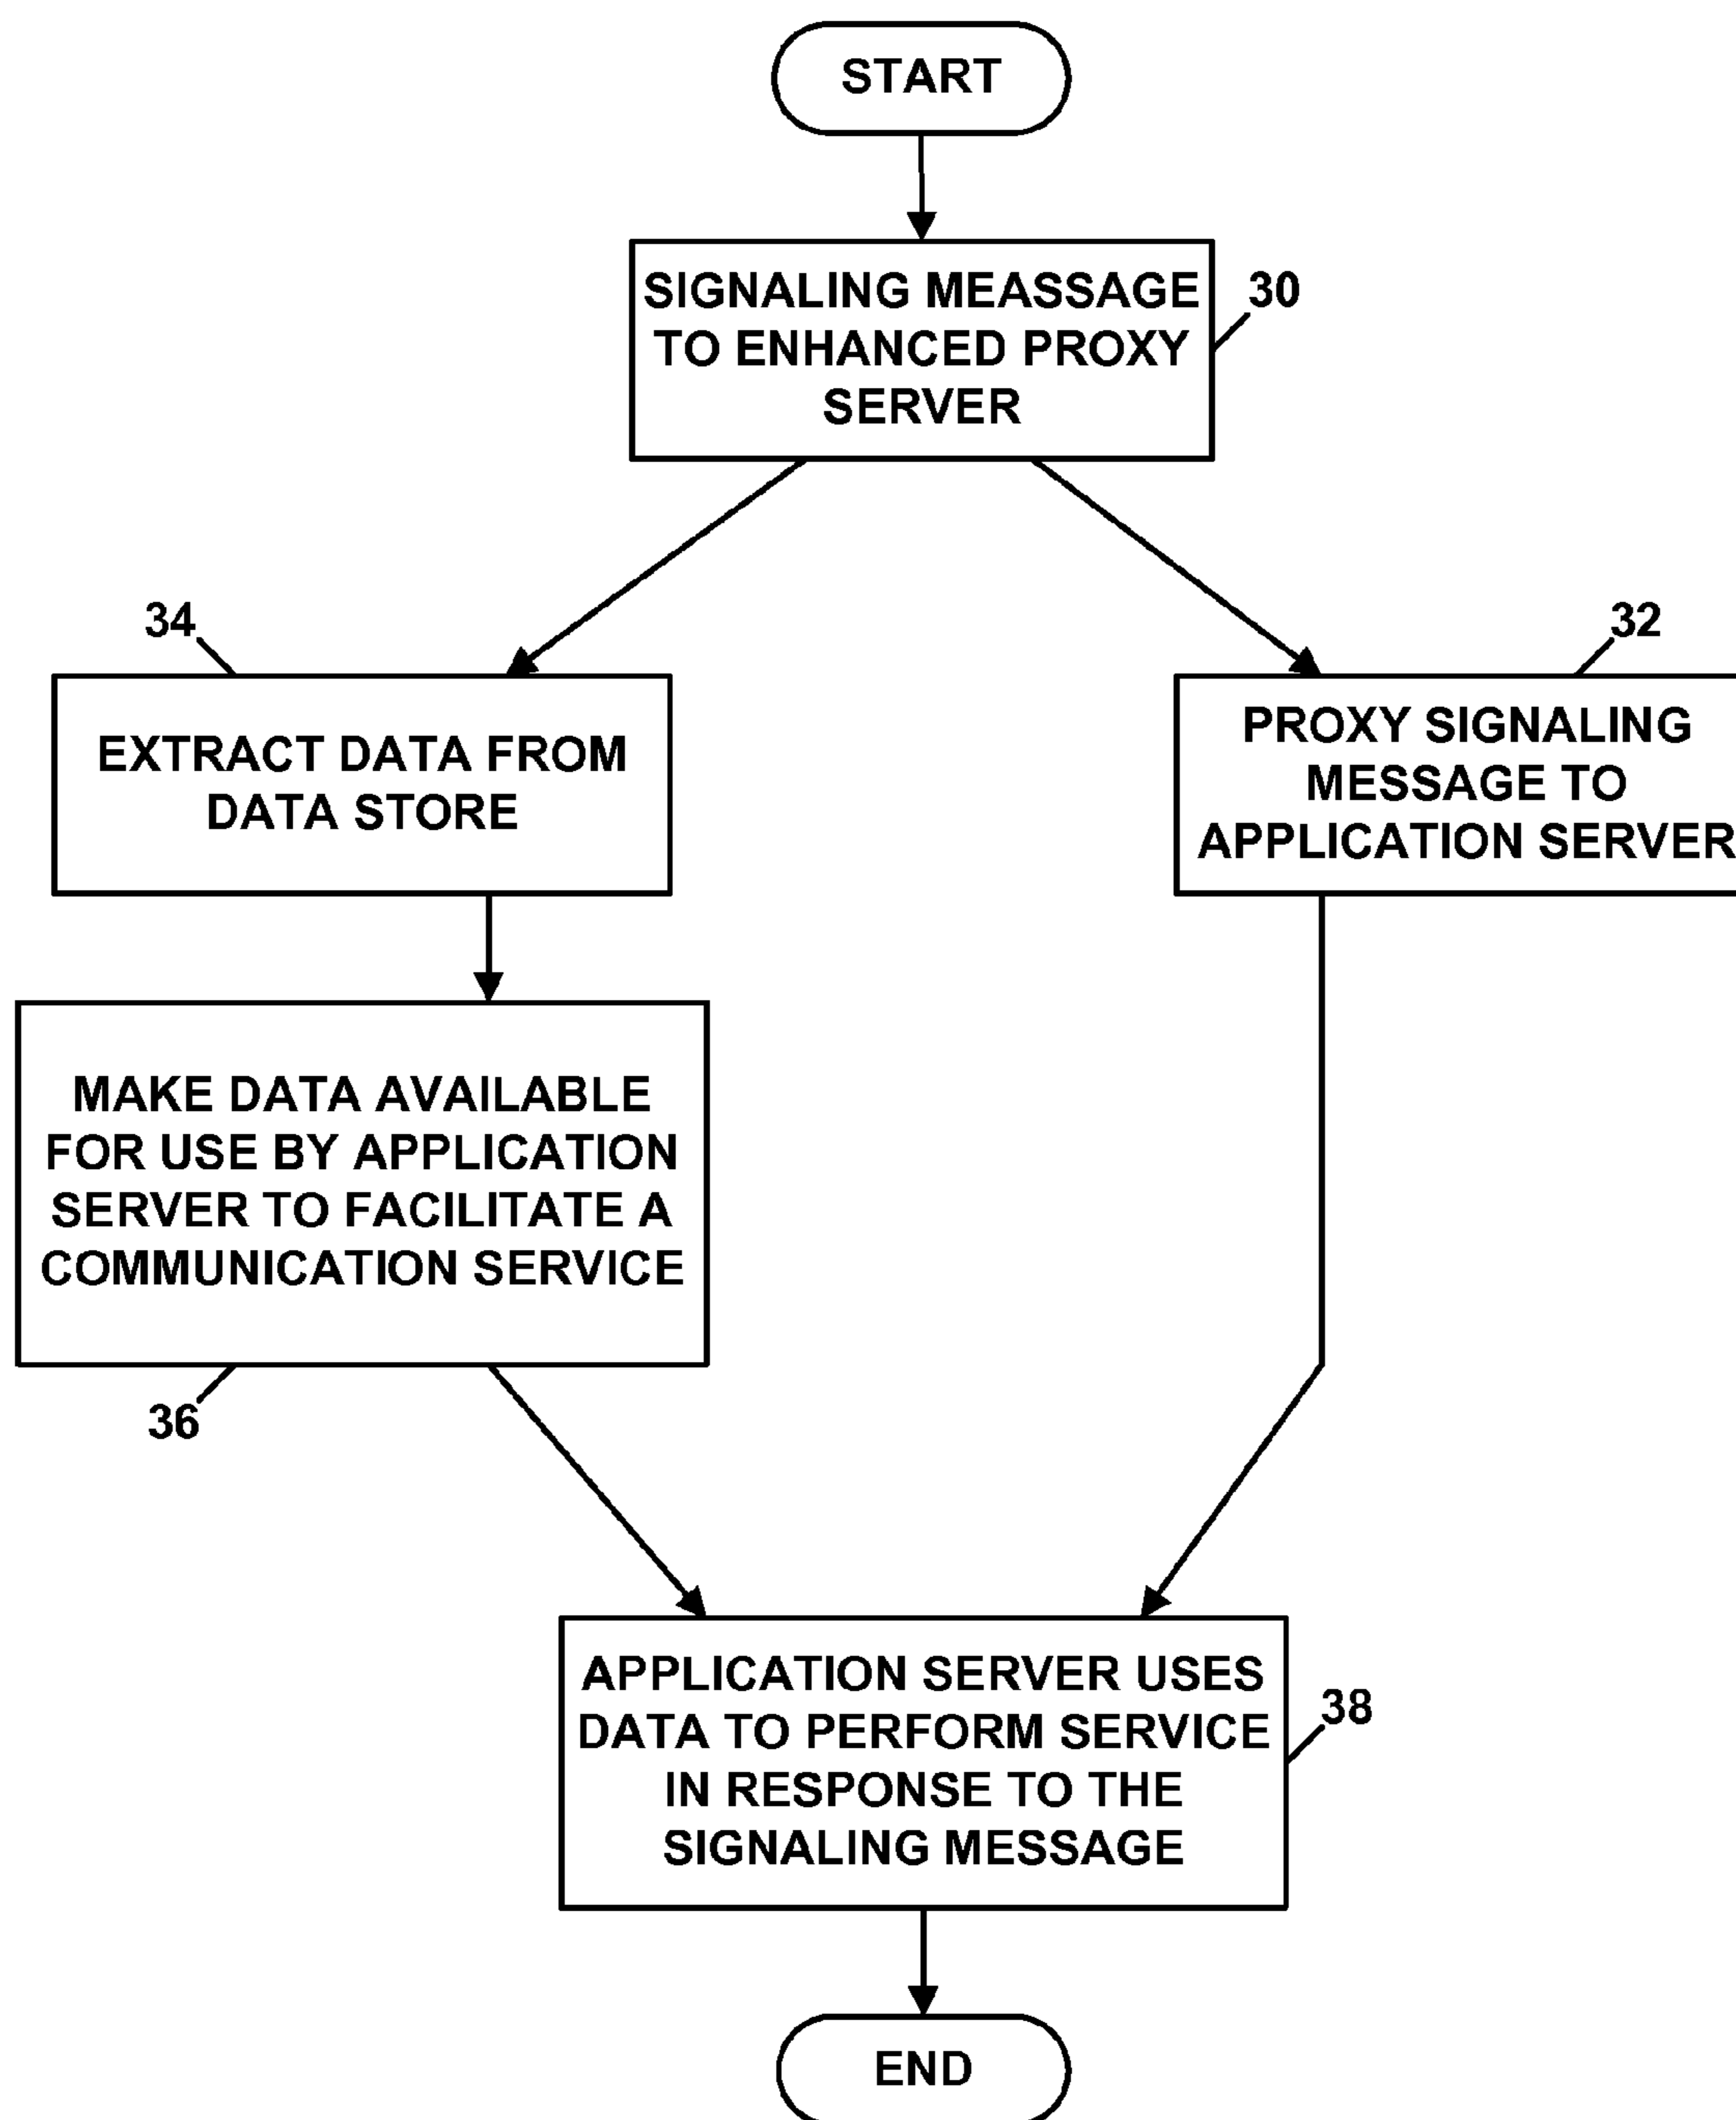 START
SIGNALING MEASSAGE
TO ENHANCED PROXY
SERVER
30
34
32
EXTRACT DATA FROM
DATA STORE
PROXY SIGNALING
MESSAGE TO
APPLICATION SERVER
MAKE DATA AVAILABLE
FOR USE BY APPLICATION
SERVER TO FACILITATE A
COMMUNICATION SERVICE
36
APPLICATION SERVER USES
DATA TO PERFORM SERVICE
IN RESPONSE TO THE
SIGNALING MESSAGE
38
END